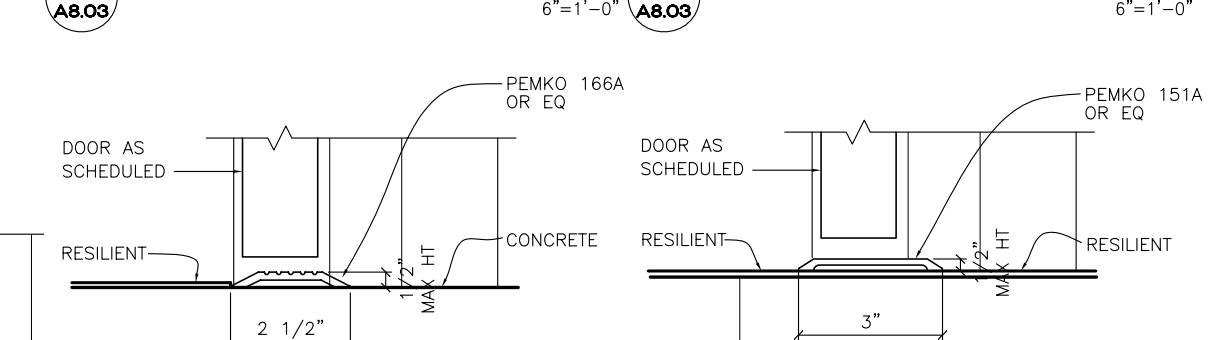 A8.03
6"=1'-0"
A8.03
6"=1'-0"
PEMKO 166A
OR EQ
DOOR AS
SCHEDULED
RESILIENT
CONCRETE
1/2"
MAX HT
2 1/2"
PEMKO 151A
OR EQ
DOOR AS
SCHEDULED
RESILIENT
RESILIENT
1/2"
MAX HT
3"